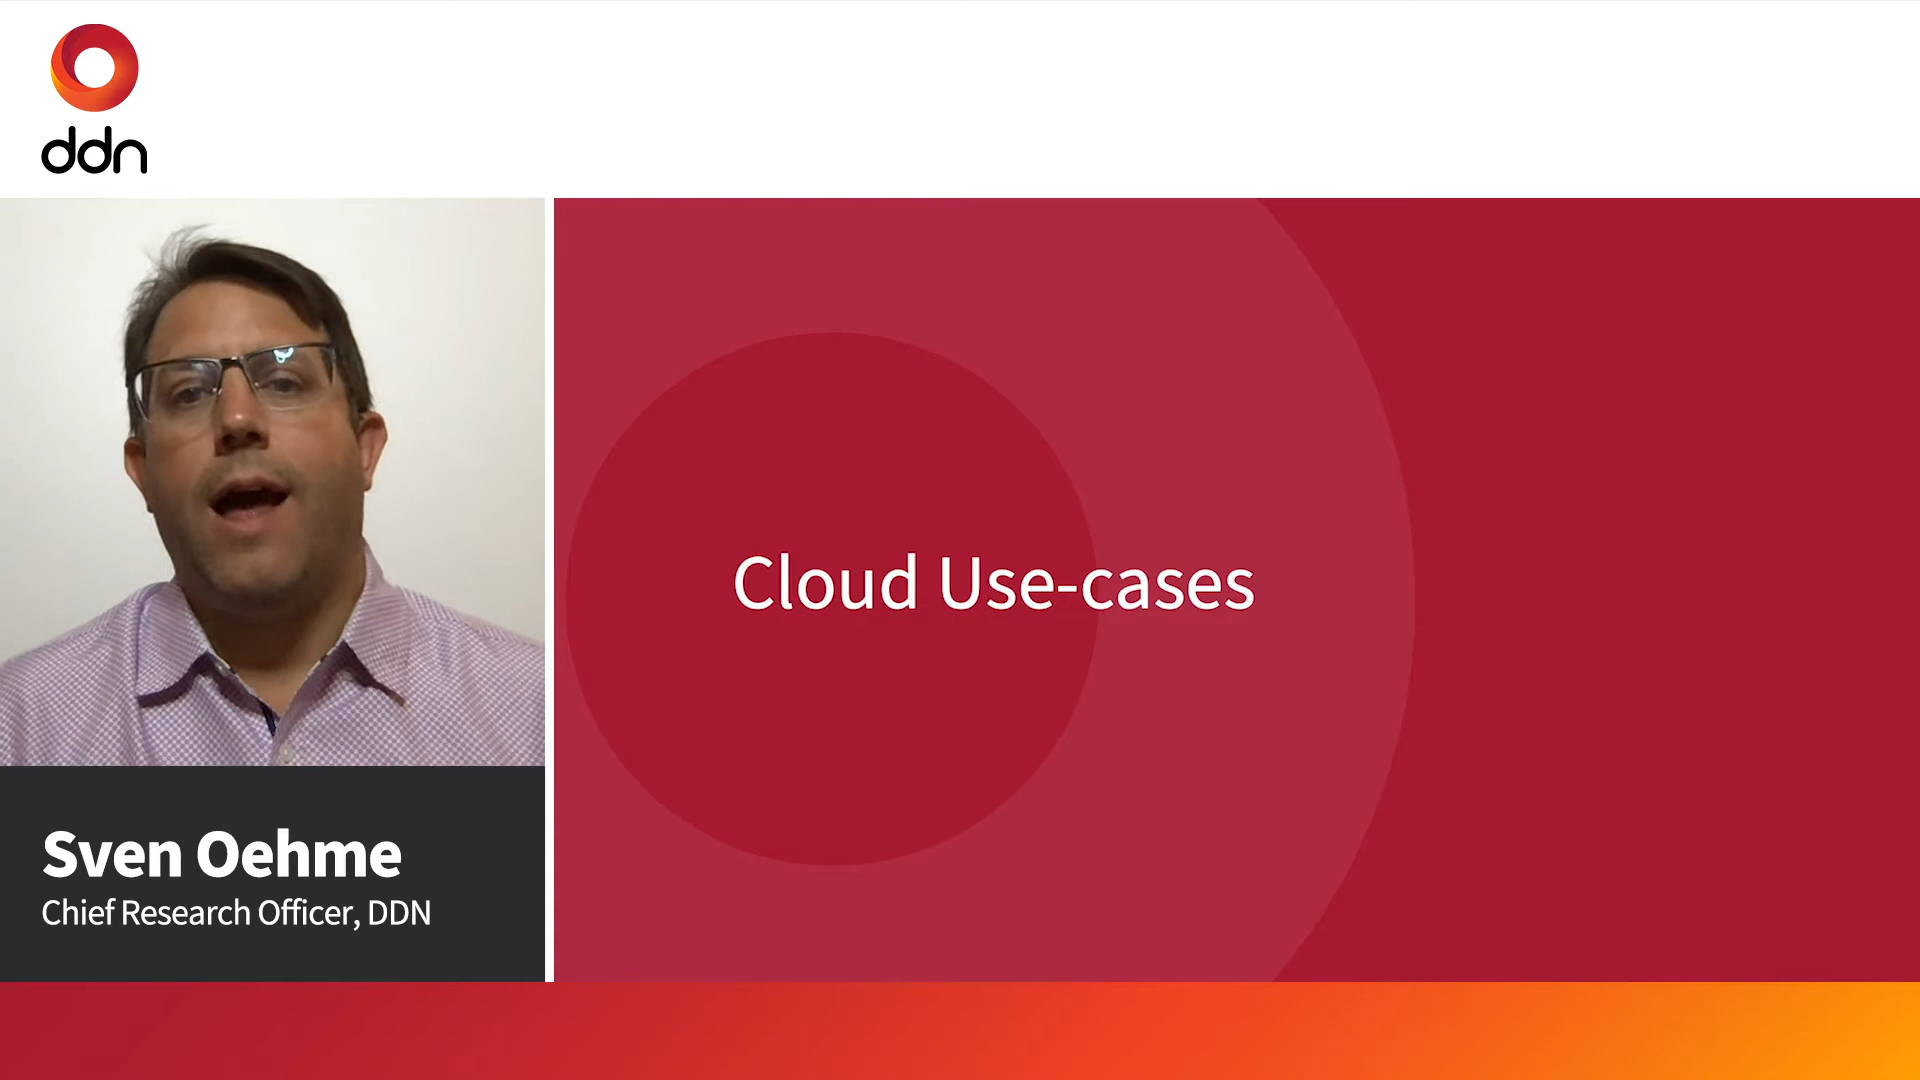 ddn
Cloud Use-cases
Sven Oehme
Chief Research Officer, DDN